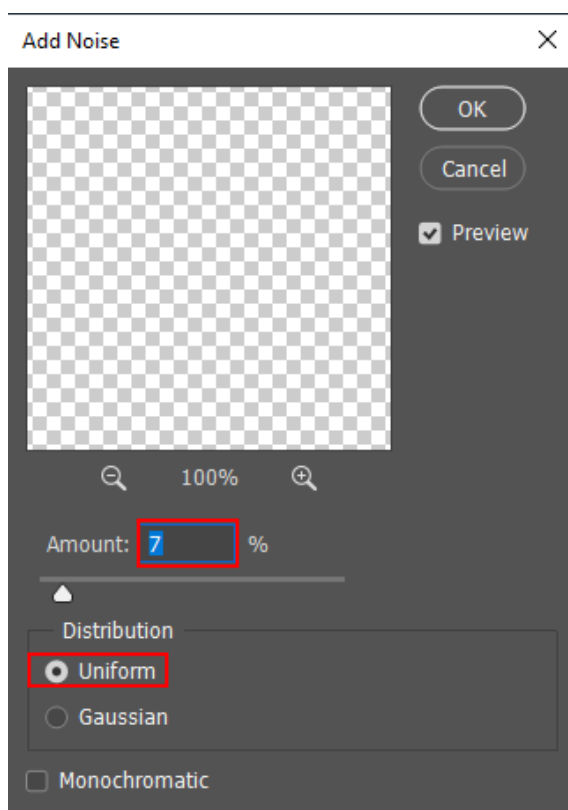 Add Noise
OK
Cancel
Preview
100%
Amount: 7 %
Distribution
Uniform
Gaussian
Monochromatic